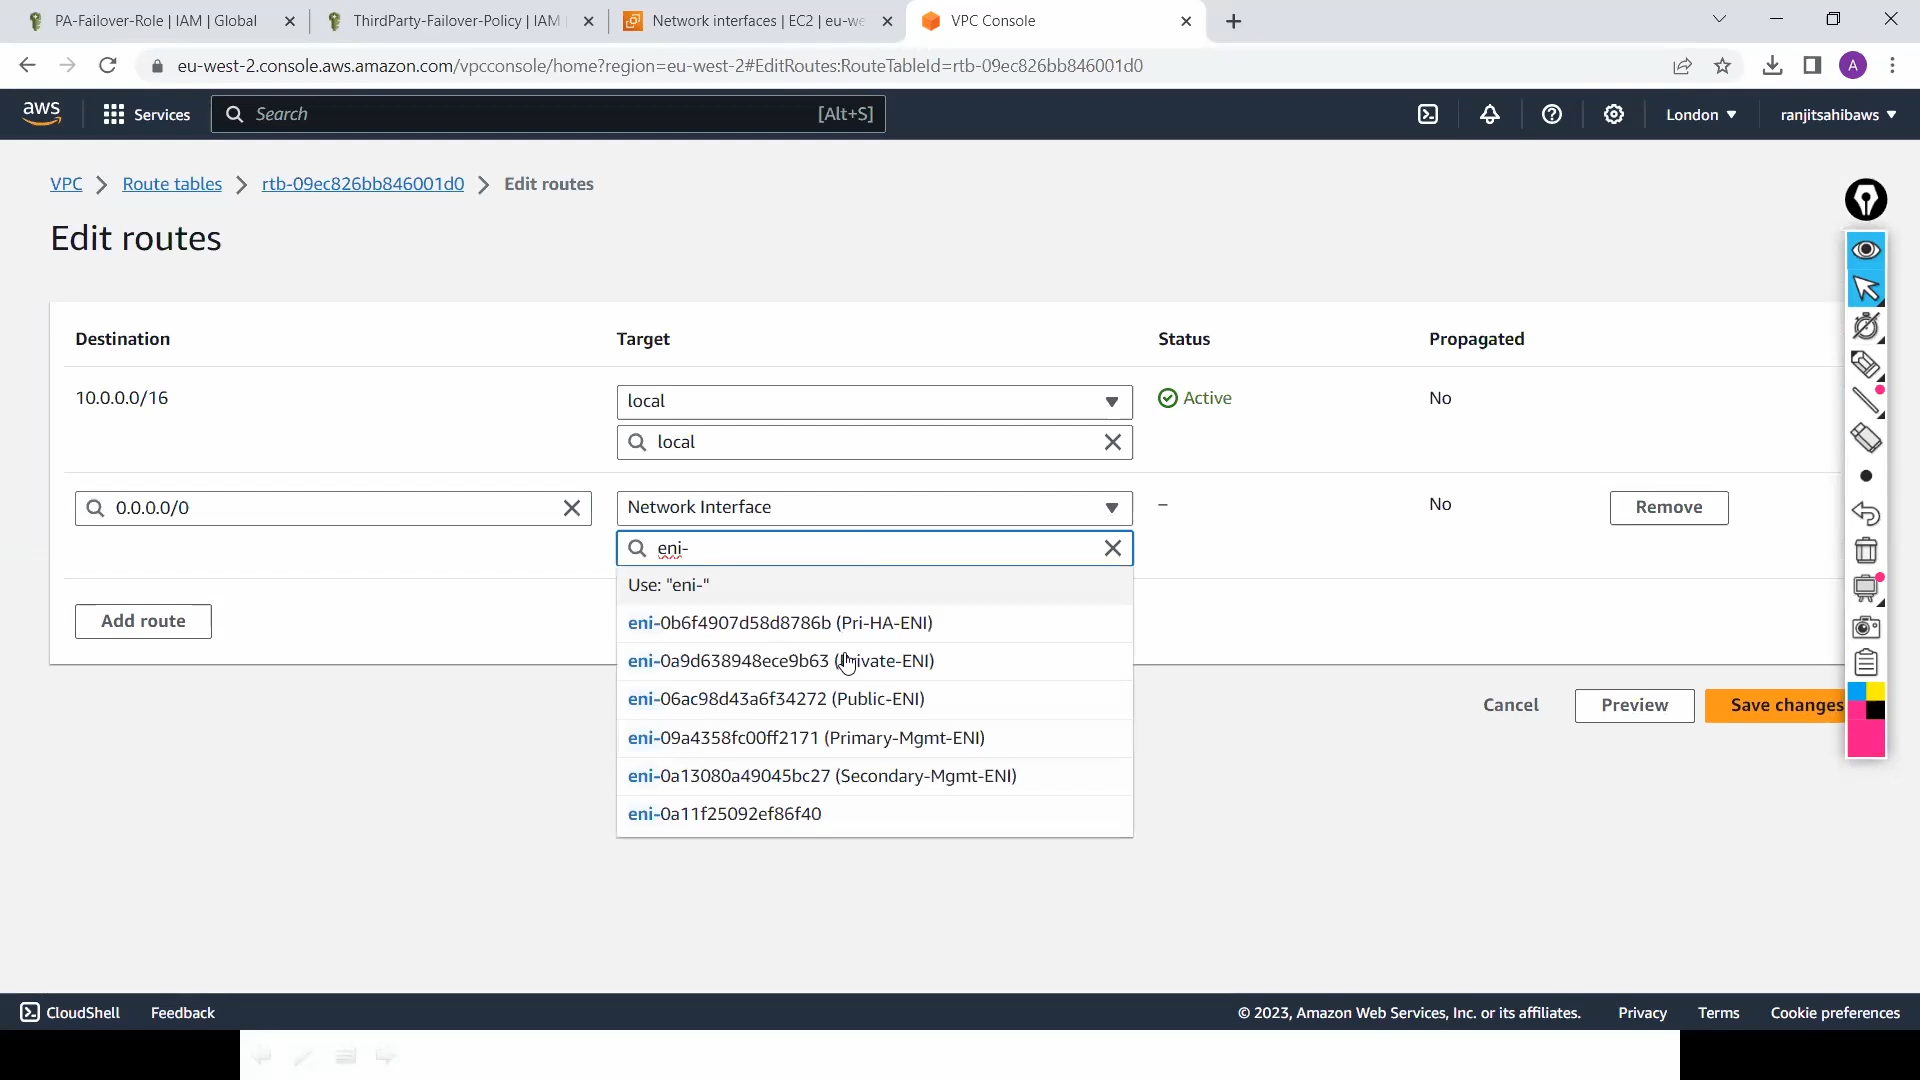 PA-Failover-Role | IAM | Global
ThirdParty-Failover-Policy | IAM
Network interfaces | EC2 | eu-we
VPC Console
eu-west-2.console.aws.amazon.com/vpcconsole/home?region=eu-west-2#EditRoutes:RouteTableId=rtb-09ec826bb846001d0
A
aws
Services
Search
[Alt+S]
London
ranjitsahibaws
VPC
Route tables
rtb-09ec826bb846001d0
Edit routes
Edit routes
Destination
Target
Status
Propagated
10.0.0.0/16
local
Active
No
local
0.0.0.0/0
Network Interface
–
No
Remove
eni-
Use: "eni-"
eni-0b6f4907d58d8786b (Pri-HA-ENI)
Add route
eni-0a9d638948ece9b63 (Private-ENI)
eni-06ac98d43a6f34272 (Public-ENI)
Cancel
Preview
Save changes
eni-09a4358fc00ff2171 (Primary-Mgmt-ENI)
eni-0a13080a49045bc27 (Secondary-Mgmt-ENI)
eni-0a11f25092ef86f40
CloudShell
Feedback
© 2023, Amazon Web Services, Inc. or its affiliates.
Privacy
Terms
Cookie preferences